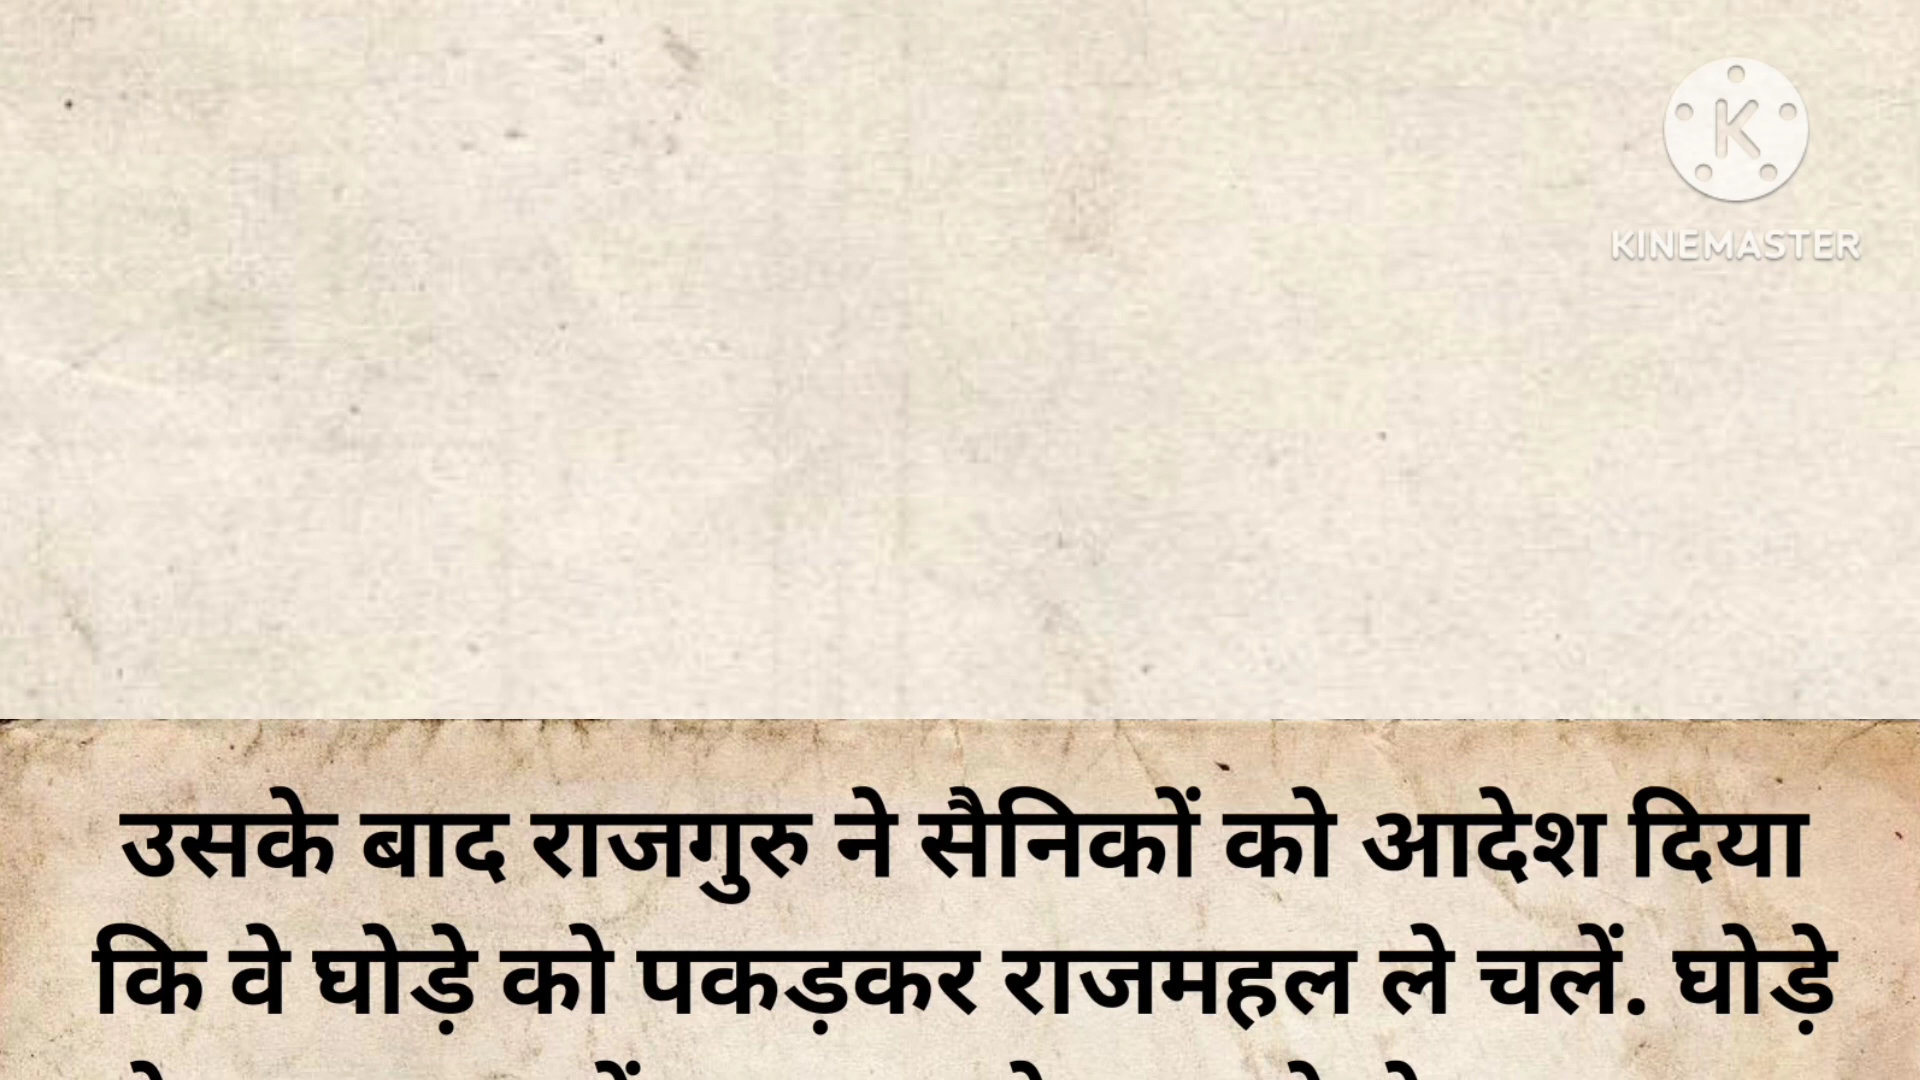 K
KINEMASTER
उसके बाद राजगुरु ने सैनिकों को आदेश दिया
कि वे घोड़े को पकड़कर राजमहल ले चलें. घोड़े